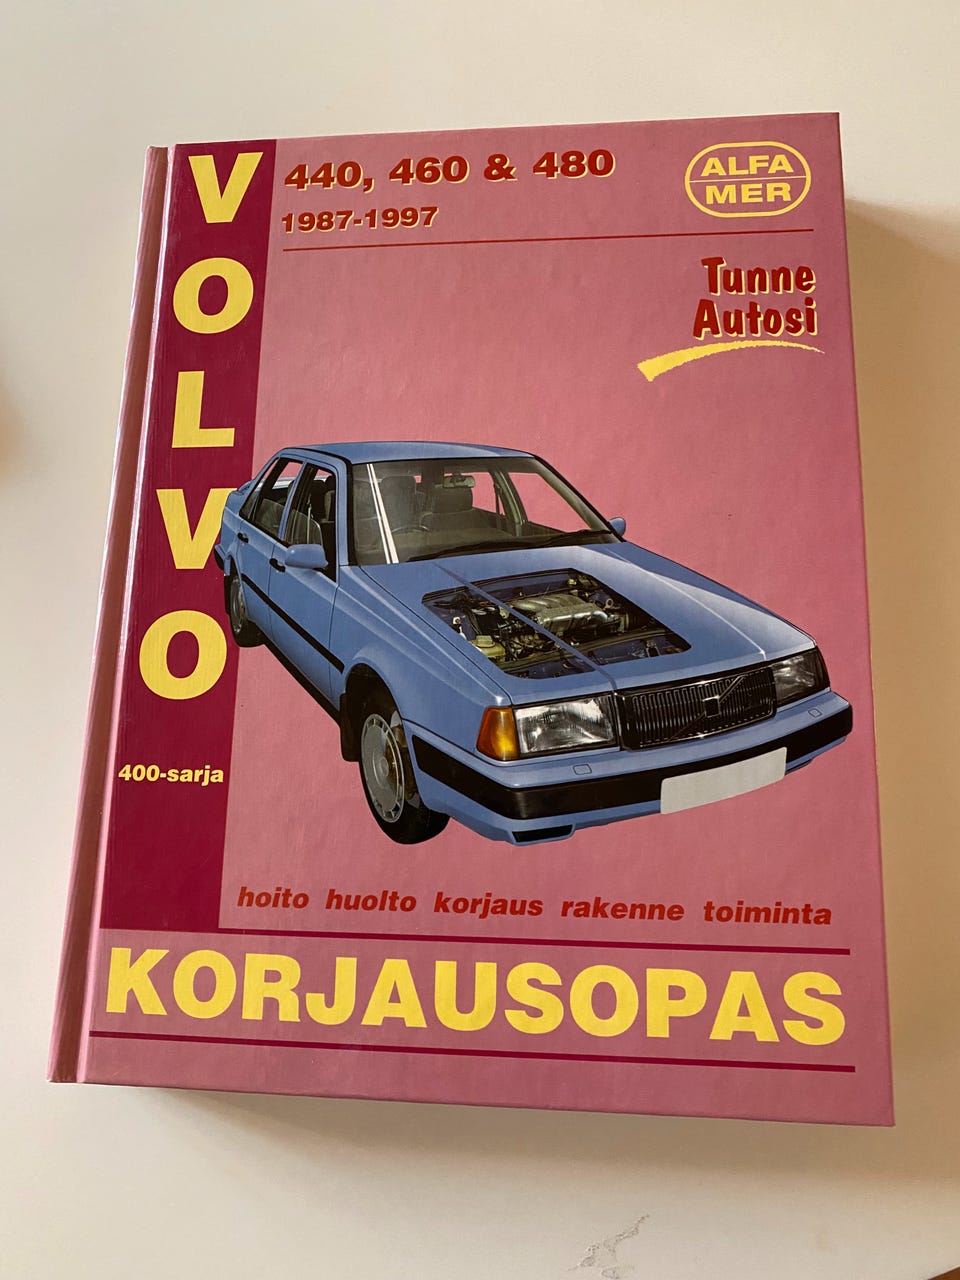 VOLVO
440, 460 & 480
1987-1997
ALFA
MER
Tunne
Autosi
400-sarja
hoito huolto korjaus rakenne toiminta
KORJAUSOPAS